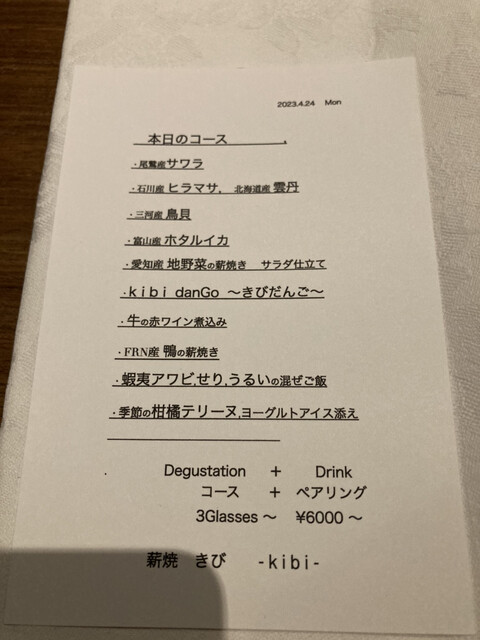 2023.4.24 Mon
本日のコース
・尾鷲産サワラ
・石川産 ヒラマサ, 北海道産 雲丹
・三河産 鳥貝
・富山産 ホタルイカ
・愛知産 地野菜の薪焼き サラダ仕立て
・kibi danGo ～きびだんご～
・牛の赤ワイン煮込み
・FRN産 鴨の薪焼き
・蝦夷アワビ,せり,うるいの混ぜご飯
・季節の柑橘テリーヌ,ヨーグルトアイス添え
Degustation + Drink
コース + ペアリング
3Glasses ～ ¥6000 ～
薪焼 きび -kibi-